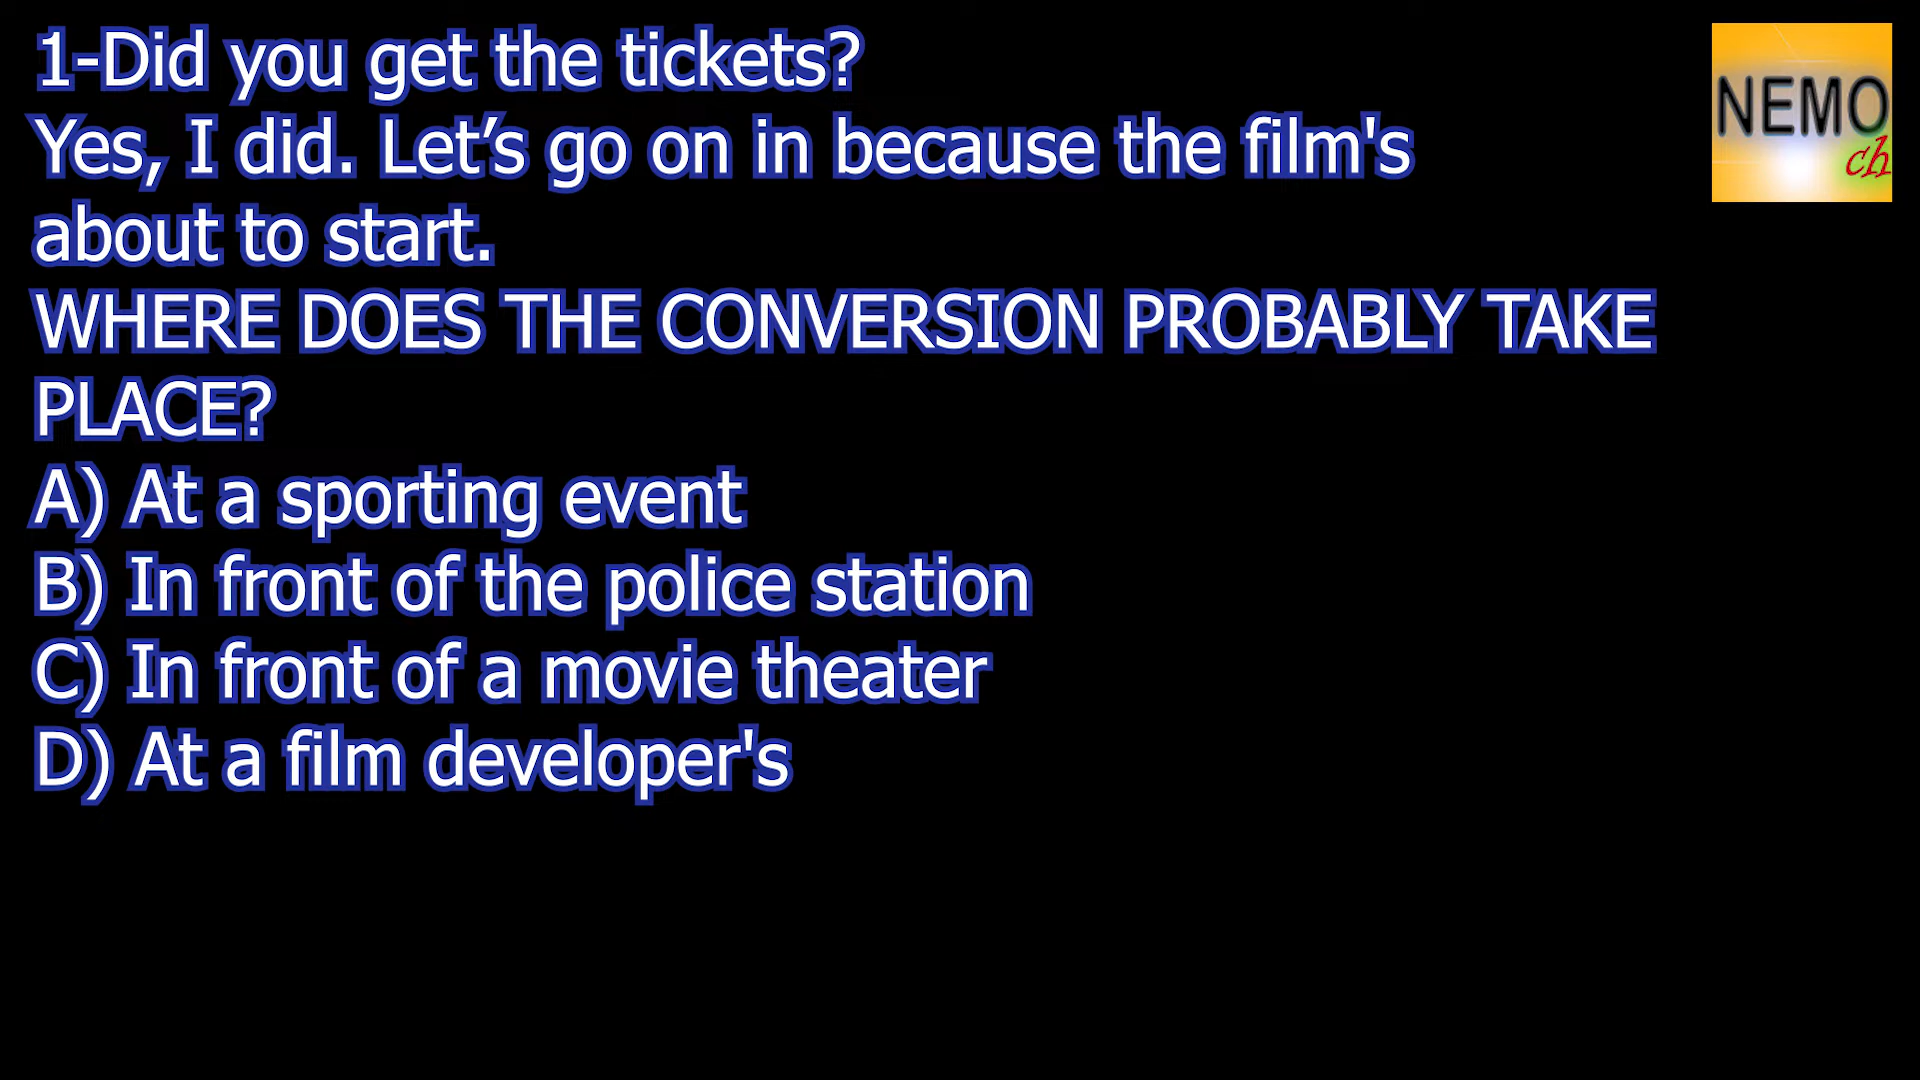 1-Did you get the tickets?
Yes, I did. Let’s go on in because the film's
about to start.
WHERE DOES THE CONVERSION PROBABLY TAKE
PLACE?
A) At a sporting event
B) In front of the police station
C) In front of a movie theater
D) At a film developer's
NEMO
ch